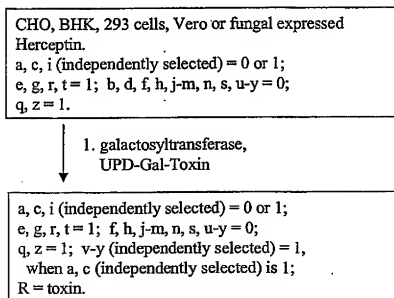 CHO, BHK, 293 cells, Vero or fungal expressed
Herceptin.
a, c, i (independently selected) = 0 or 1;
e, g, r, t = 1; b, d, f, h, j-m, n, s, u-y = 0;
q, z = 1.
1. galactosyltransferase,
UPD-Gal-Toxin
a, c, i (independently selected) = 0 or 1;
e, g, r, t = 1; f, h, j-m, n, s, u-y = 0;
q, z = 1; v-y (independently selected) = 1,
when a, c (independently selected) is 1;
R = toxin.